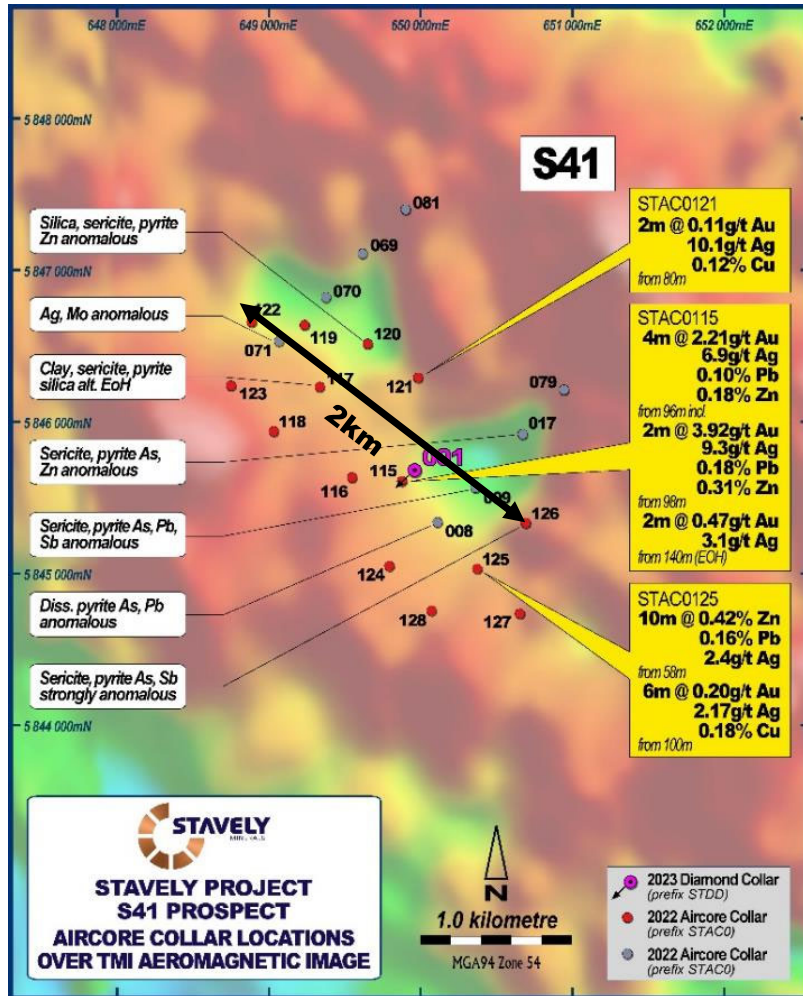 648 000mE
649 000mE
650 000mE
651 000mE
652 000mE
5 848 000mN
5 847 000mN
5 846 000mN
5 845 000mN
5 844 000mN
S41
Silica, sericite, pyrite
Zn anomalous
Ag, Mo anomalous
Clay, sericite, pyrite
silica alt. EoH
Sericite, pyrite As,
Zn anomalous
Sericite, pyrite As, Pb,
Sb anomalous
Diss. pyrite As, Pb
anomalous
Sericite, pyrite As, Sb
strongly anomalous
081
069
070
122
119
120
071
121
079
123
117
118
017
2km
001
115
116
009
008
126
124
125
128
127
STAC0121
2m @ 0.11g/t Au
10.1g/t Ag
0.12% Cu
from 80m
STAC0115
4m @ 2.21g/t Au
6.9g/t Ag
0.10% Pb
0.18% Zn
from 96m incl.
2m @ 3.92g/t Au
9.3g/t Ag
0.18% Pb
0.31% Zn
from 98m
2m @ 0.47g/t Au
3.1g/t Ag
from 140m (EOH)
STAC0125
10m @ 0.42% Zn
0.16% Pb
2.4g/t Ag
from 58m
6m @ 0.20g/t Au
2.17g/t Ag
0.18% Cu
from 100m
STAVELY
MINERALS
STAVELY PROJECT
S41 PROSPECT
AIRCORE COLLAR LOCATIONS
OVER TMI AEROMAGNETIC IMAGE
N
1.0 kilometre
MGA94 Zone 54
2023 Diamond Collar
(prefix STDD)
2022 Aircore Collar
(prefix STAC0)
2022 Aircore Collar
(prefix STAC0)